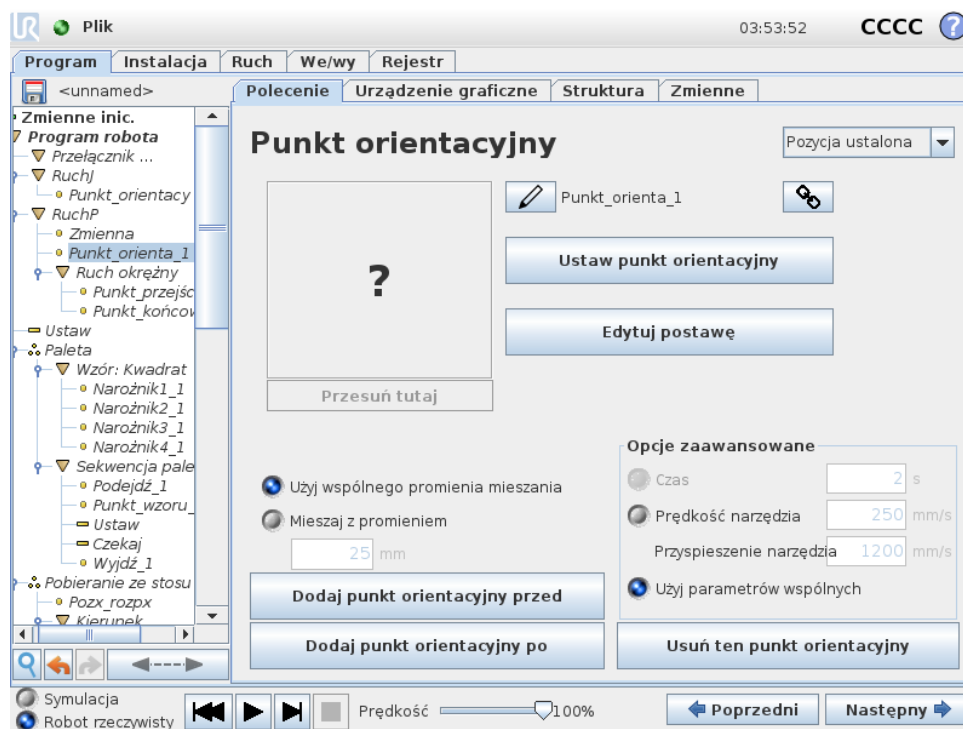 UR Plik 03:53:52 CCCC ?
Program Instalacja Ruch We/wy Rejestr
<unnamed> Polecenie Urządzenie graficzne Struktura Zmienne
Zmienne inic.
Program robota
Przełącznik ...
RuchJ
Punkt_orientacy
RuchP
Zmienna
Punkt_orienta_1
Ruch okrężny
Punkt_przejśc
Punkt_końcow
Ustaw
Paleta
Wzór: Kwadrat
Narożnik1_1
Narożnik2_1
Narożnik3_1
Narożnik4_1
Sekwencja pale
Podejdź_1
Punkt_wzoru_
Ustaw
Czekaj
Wyjdź_1
Pobieranie ze stosu
Pozx_rozpx
Kierunek
Punkt orientacyjny
Pozycja ustalona
?
Punkt_orienta_1
Ustaw punkt orientacyjny
Edytuj postawę
Przesuń tutaj
Użyj wspólnego promienia mieszania
Mieszaj z promieniem
25 mm
Opcje zaawansowane
Czas 2 s
Prędkość narzędzia 250 mm/s
Przyspieszenie narzędzia 1200 mm/s
Użyj parametrów wspólnych
Dodaj punkt orientacyjny przed
Dodaj punkt orientacyjny po
Usuń ten punkt orientacyjny
Symulacja
Robot rzeczywisty
Prędkość 100%
Poprzedni
Następny